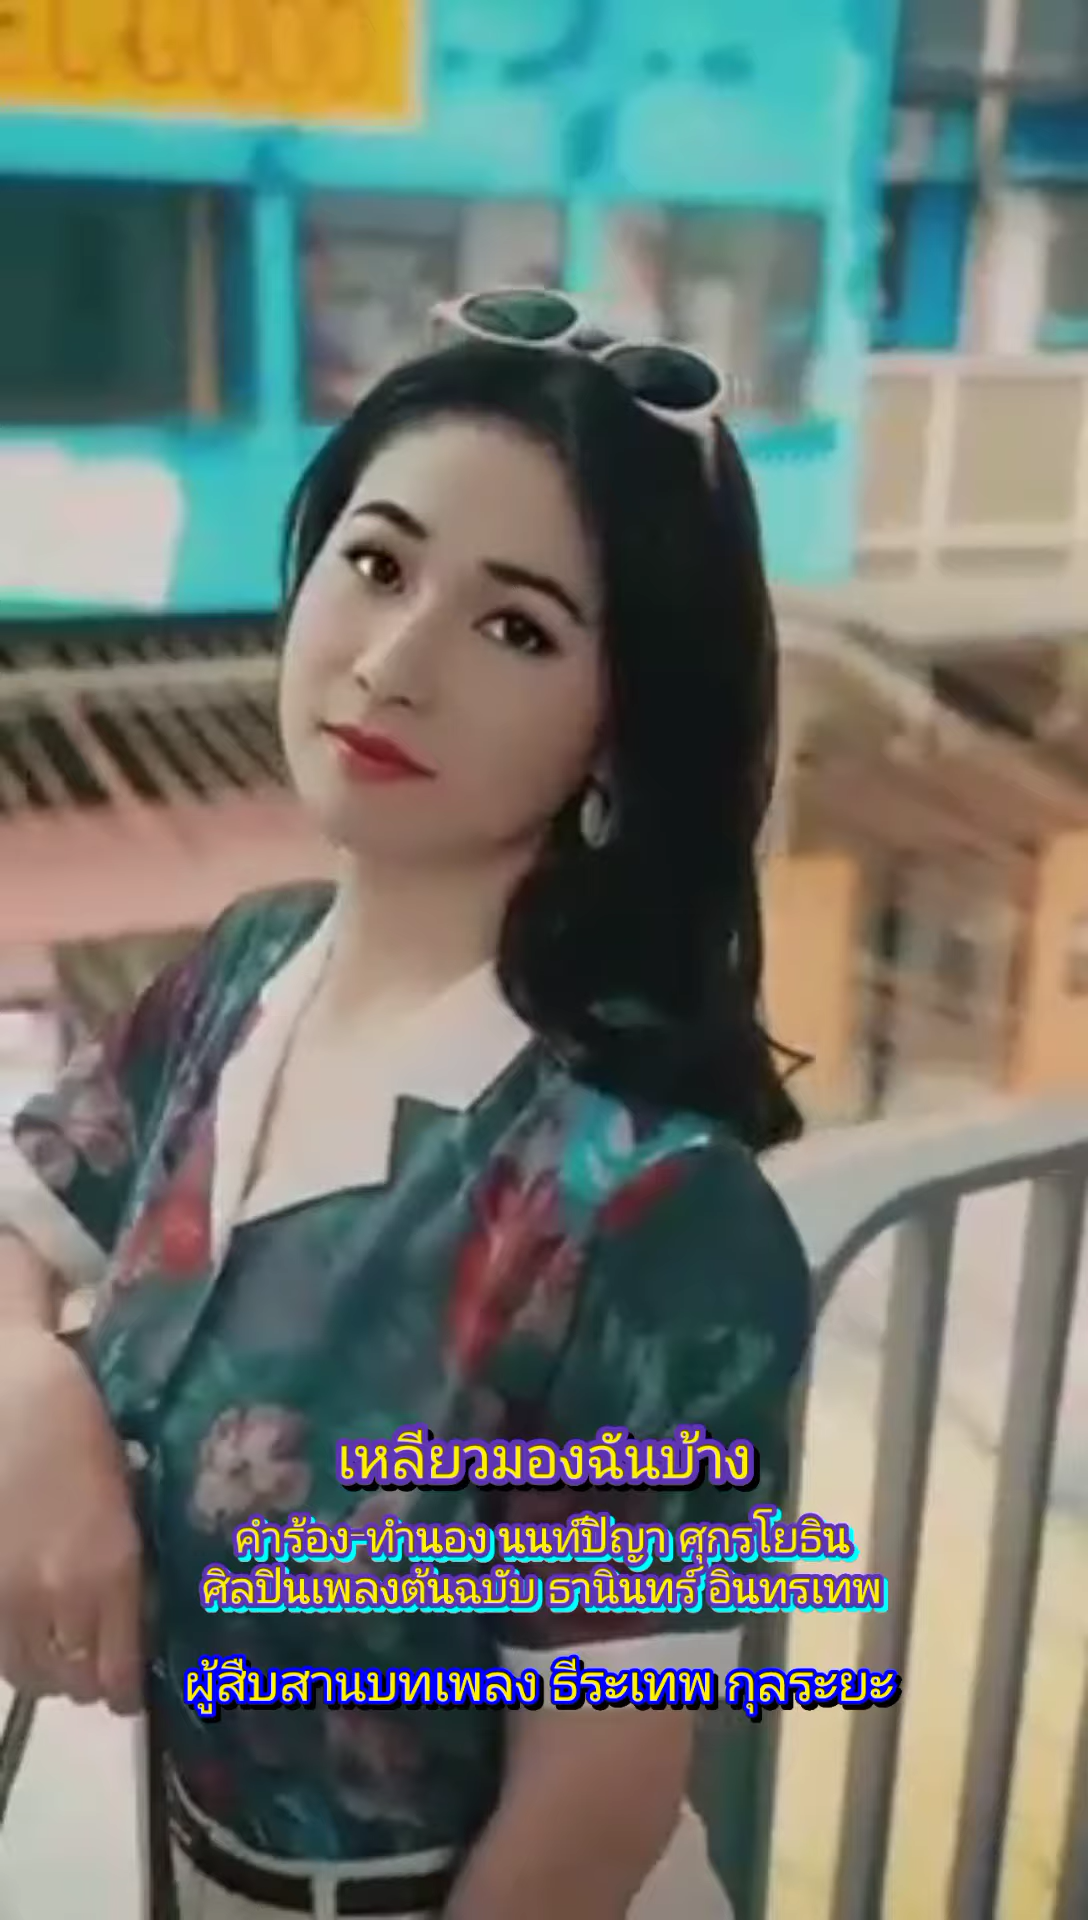 เหลียวมองฉันบ้าง
คำร้อง-ทำนอง นนท์ปิญา ศุกรโยธิน
ศิลปินเพลงต้นฉบับ ธานินทร์ อินทรเทพ
ผู้สืบสานบทเพลง ธีระเทพ กุลระยะ